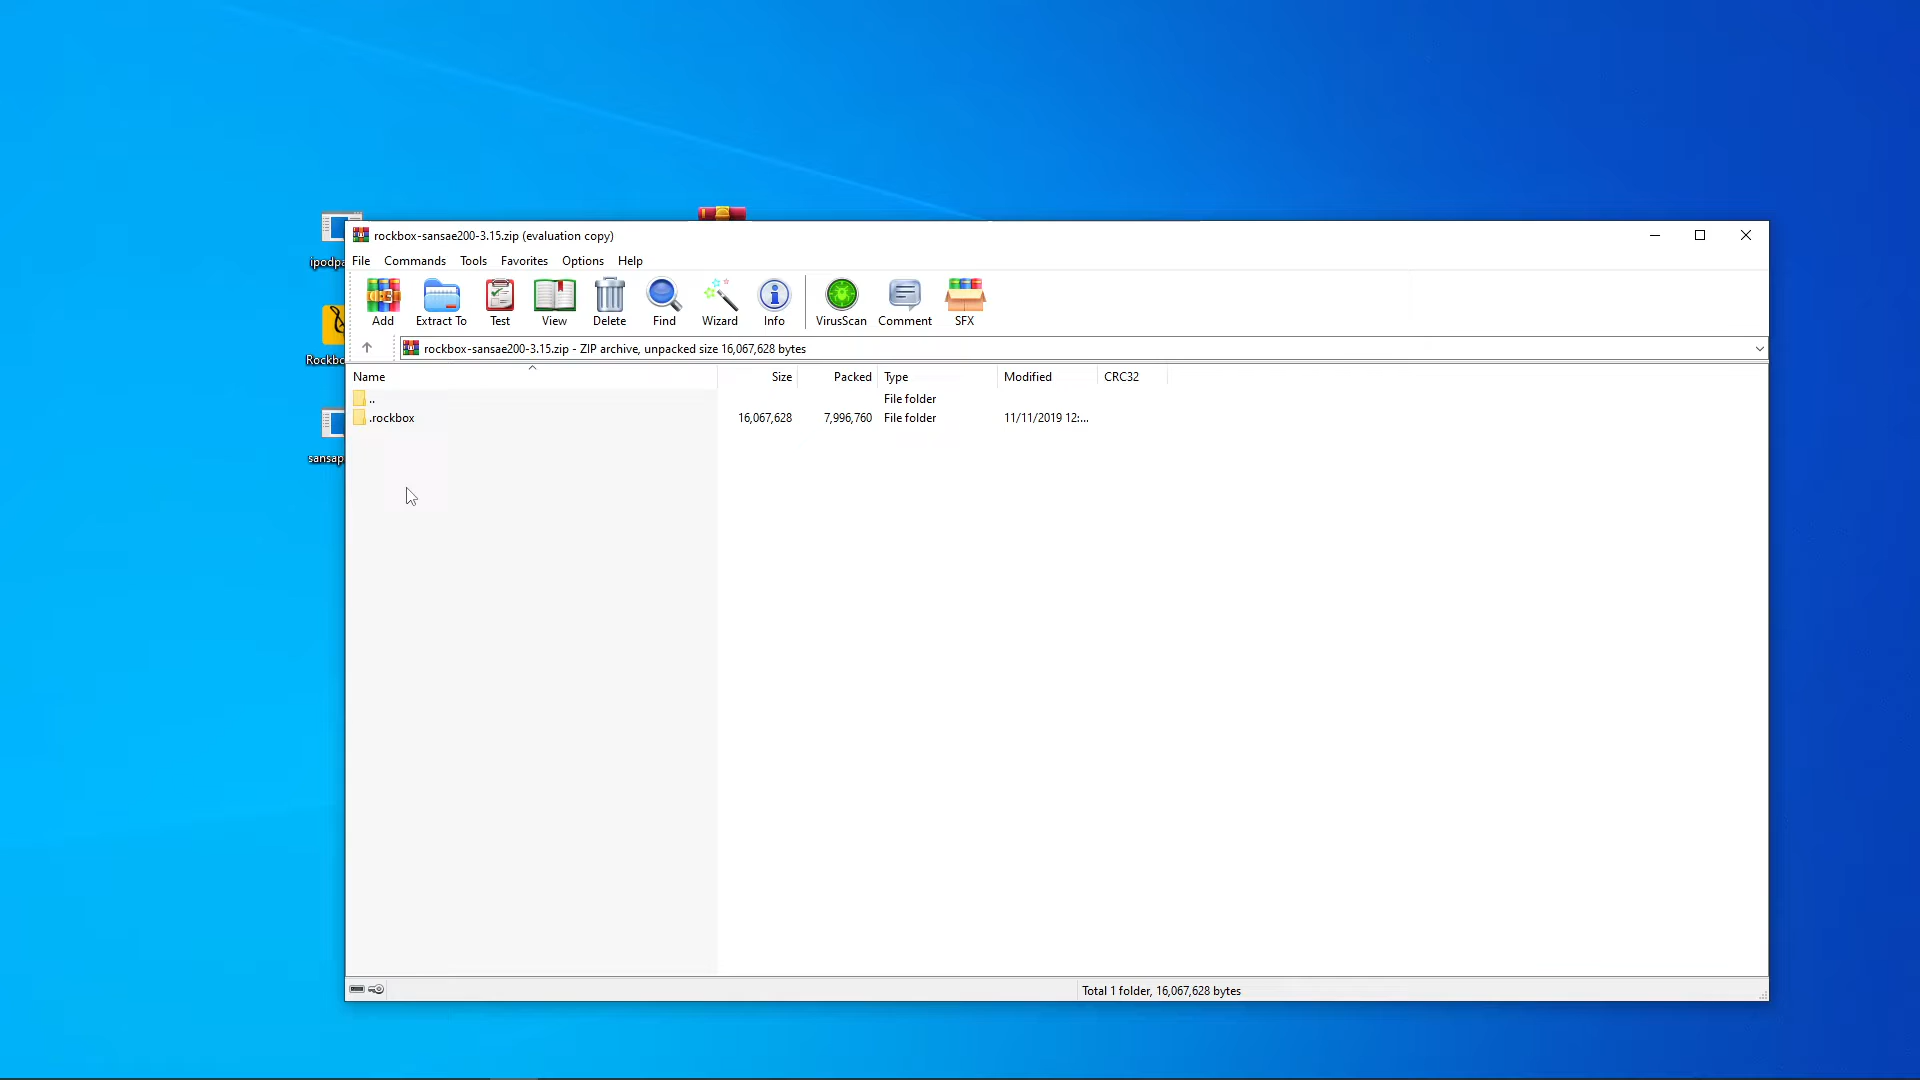 ipodpa
Rockbo
sansap
rockbox-sansae200-3.15.zip (evaluation copy)
File Commands Tools Favorites Options Help
Add Extract To Test View Delete Find Wizard Info VirusScan Comment SFX
rockbox-sansae200-3.15.zip - ZIP archive, unpacked size 16,067,628 bytes
Name Size Packed Type Modified CRC32
.. File folder
.rockbox 16,067,628 7,996,760 File folder 11/11/2019 12:...
Total 1 folder, 16,067,628 bytes